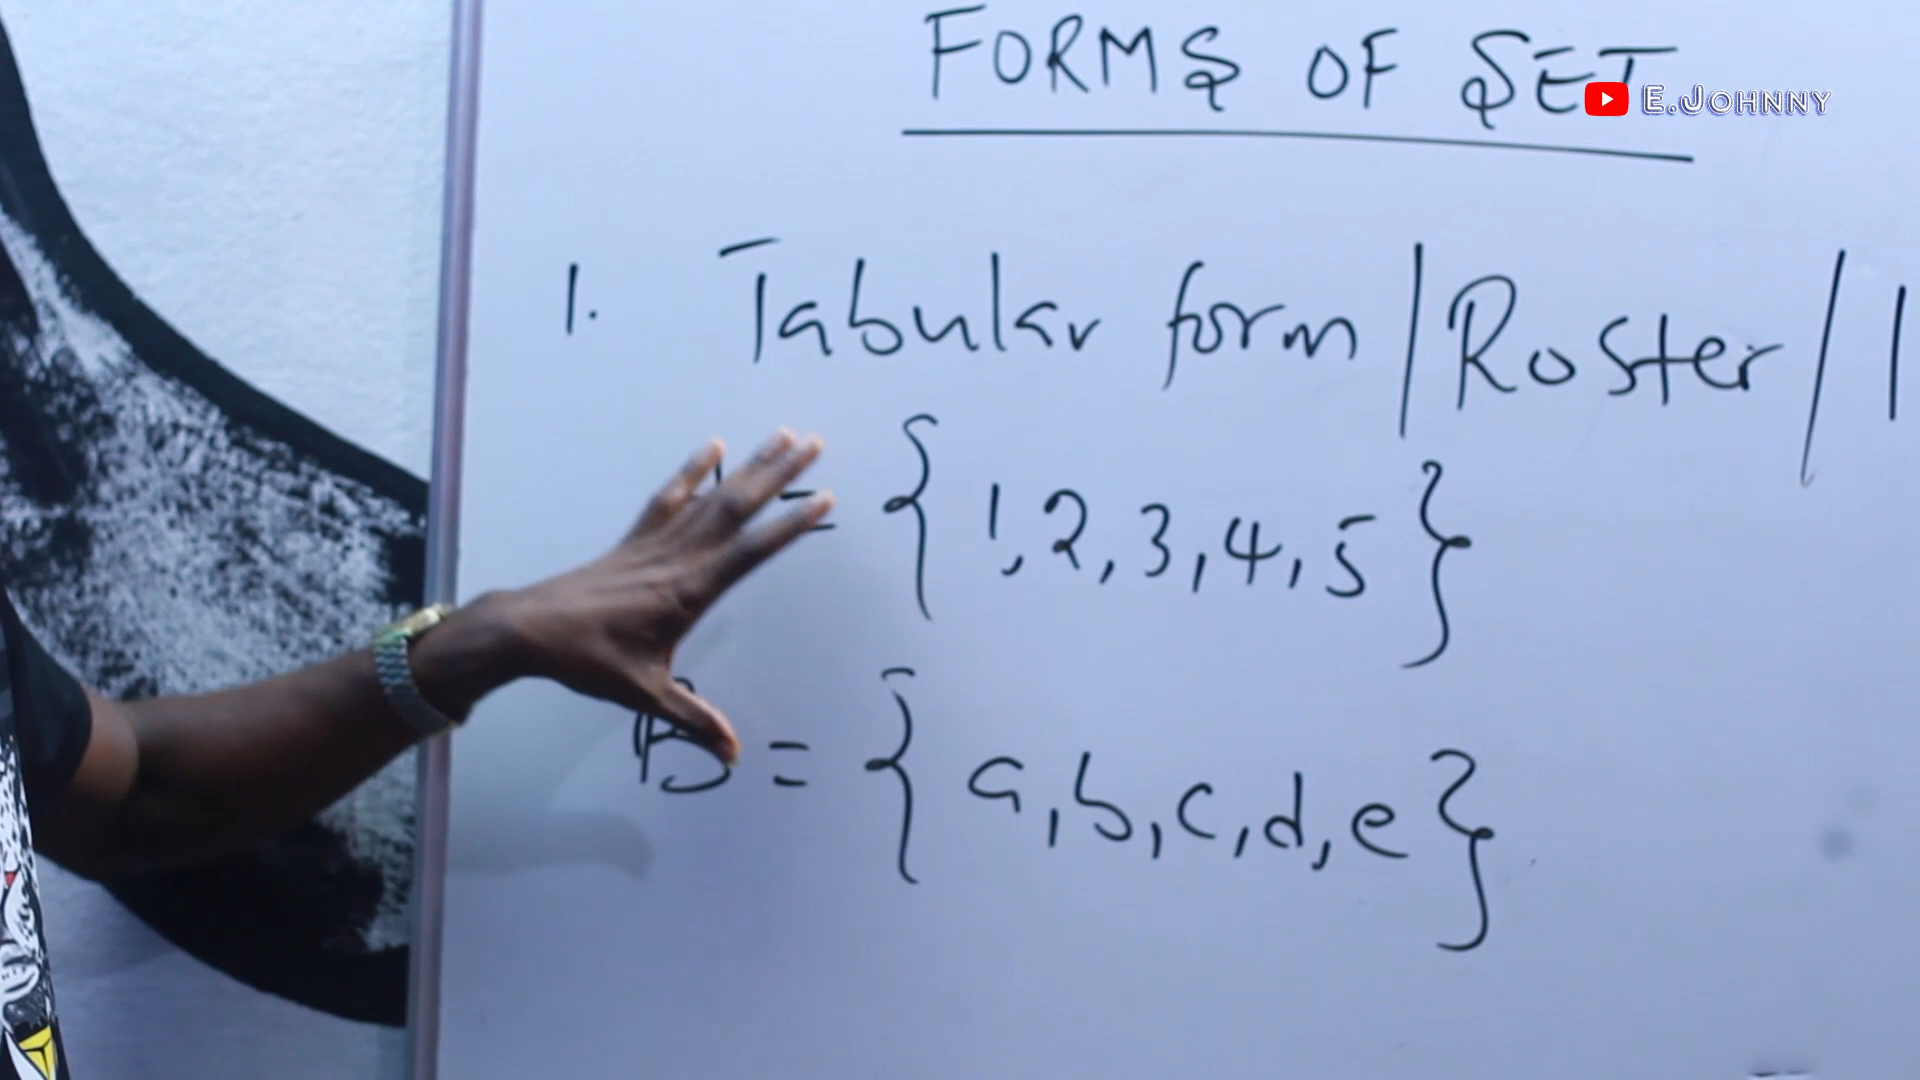 FORMS OF SET
E.JOHNNY
1. Tabular form / Roster /
= { 1, 2, 3, 4, 5 }
B = { a, b, c, d, e }